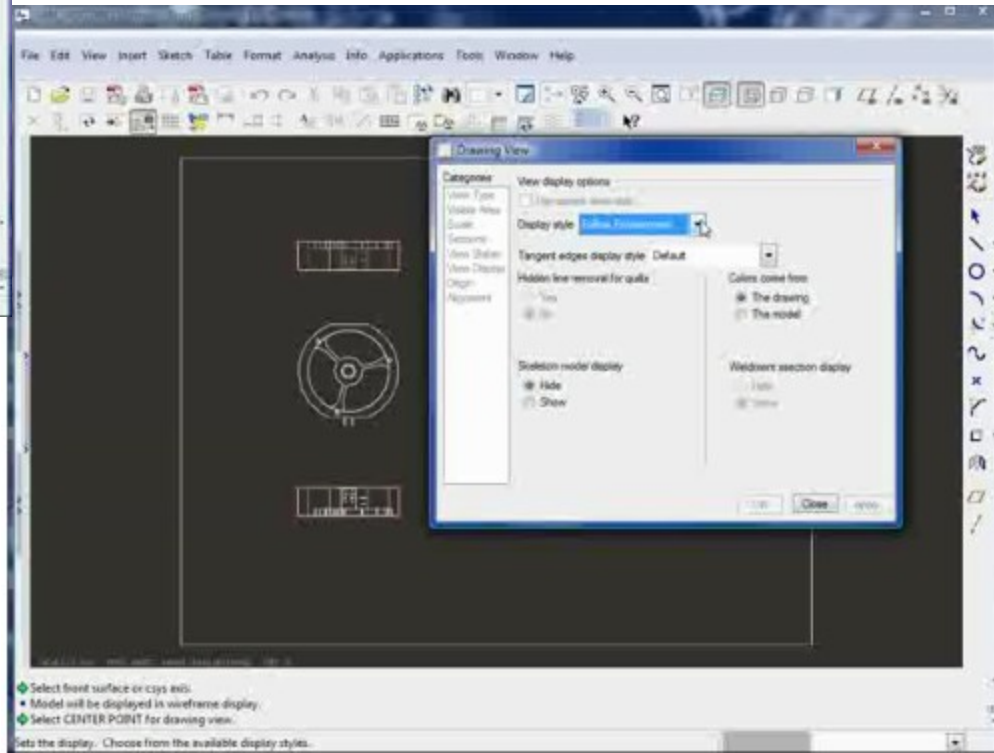 File Edit View Insert Sketch Table Format Analysis Info Applications Tools Window Help
Drawing View
Categories
View Type
Visible Area
Scale
Sections
View States
View Display
Origin
Alignment
View display options
Display style Follow Environment
Tangent edges display style Default
Hidden line removal for quilts
Yes
No
Colors come from
The drawing
The model
Skeleton model display
Hide
Show
Weldment xsection display
Hide
Show
OK Close Apply
Select front surface or csys axis.
Model will be displayed in wireframe display.
Select CENTER POINT for drawing view.
Sets the display. Choose from the available display styles.